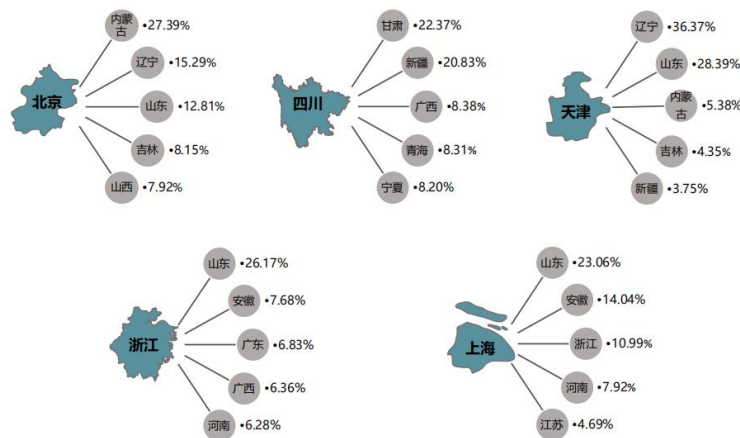 北京
内蒙
古
•27.39%
辽宁 •15.29%
山东 •12.81%
吉林 •8.15%
山西 •7.92%
四川
甘肃 •22.37%
新疆 •20.83%
广西 •8.38%
青海 •8.31%
宁夏 •8.20%
天津
辽宁 •36.37%
山东 •28.39%
内蒙
古
•5.38%
吉林 •4.35%
新疆 •3.75%
浙江
山东 •26.17%
安徽 •7.68%
广东 •6.83%
广西 •6.36%
河南 •6.28%
上海
山东 •23.06%
安徽 •14.04%
浙江 •10.99%
河南 •7.92%
江苏 •4.69%